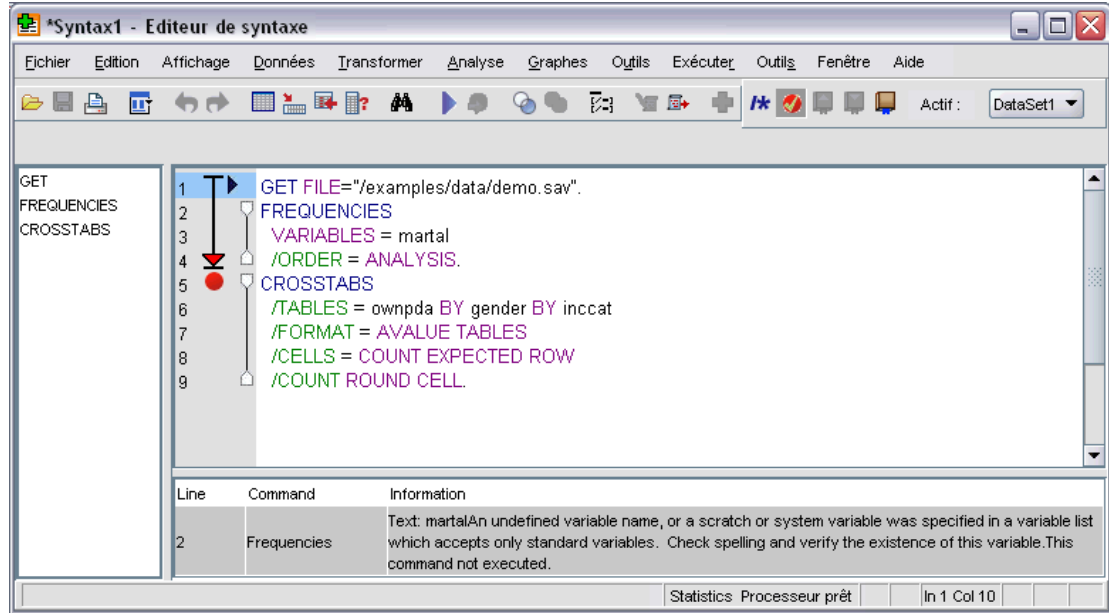 *Syntax1 - Editeur de syntaxe
Fichier Edition Affichage Données Transformer Analyse Graphes Outils Exécuter Outils Fenêtre Aide
Actif : DataSet1
GET
FREQUENCIES
CROSSTABS
1 GET FILE="/examples/data/demo.sav".
2 FREQUENCIES
3 VARIABLES = martal
4 /ORDER = ANALYSIS.
5 CROSSTABS
6 /TABLES = ownpda BY gender BY inccat
7 /FORMAT = AVALUE TABLES
8 /CELLS = COUNT EXPECTED ROW
9 /COUNT ROUND CELL.
Line Command Information
2 Frequencies Text: martalAn undefined variable name, or a scratch or system variable was specified in a variable list
which accepts only standard variables. Check spelling and verify the existence of this variable.This
command not executed.
Statistics Processeur prêt In 1 Col 10